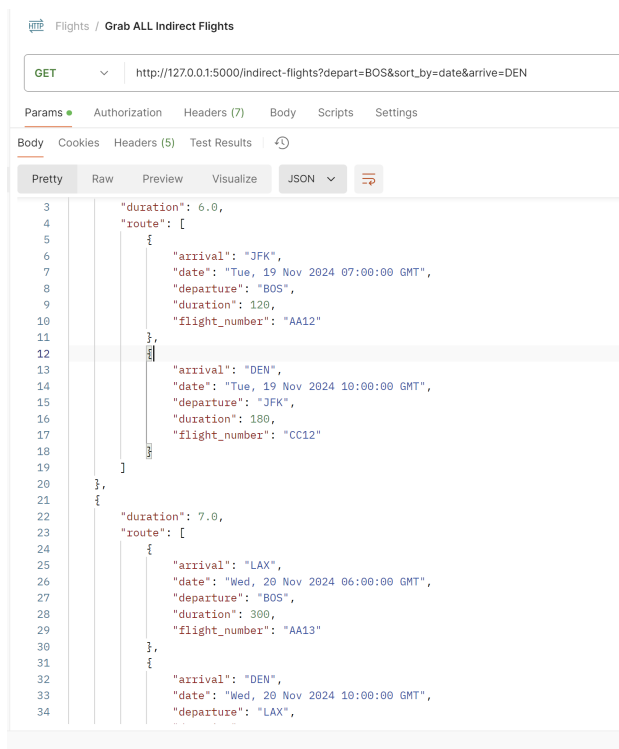 HTTP Flights / Grab ALL Indirect Flights
GET http://127.0.0.1:5000/indirect-flights?depart=BOS&sort_by=date&arrive=DEN
Params Authorization Headers (7) Body Scripts Settings
Body Cookies Headers (5) Test Results
Pretty Raw Preview Visualize JSON
3 "duration": 6.0,
4 "route": [
5 {
6 "arrival": "JFK",
7 "date": "Tue, 19 Nov 2024 07:00:00 GMT",
8 "departure": "BOS",
9 "duration": 120,
10 "flight_number": "AA12"
11 },
12 {
13 "arrival": "DEN",
14 "date": "Tue, 19 Nov 2024 10:00:00 GMT",
15 "departure": "JFK",
16 "duration": 180,
17 "flight_number": "CC12"
18 }
19 ]
20 },
21 {
22 "duration": 7.0,
23 "route": [
24 {
25 "arrival": "LAX",
26 "date": "Wed, 20 Nov 2024 06:00:00 GMT",
27 "departure": "BOS",
28 "duration": 300,
29 "flight_number": "AA13"
30 },
31 {
32 "arrival": "DEN",
33 "date": "Wed, 20 Nov 2024 10:00:00 GMT",
34 "departure": "LAX",